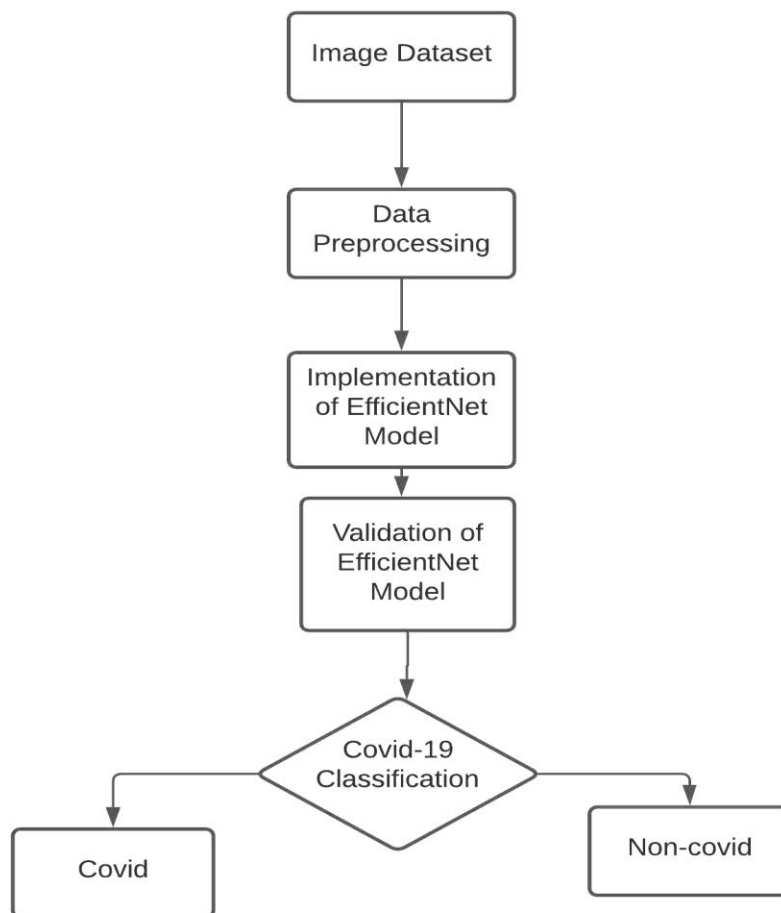 Image Dataset
Data
Preprocessing
Implementation
of EfficientNet
Model
Validation of
EfficientNet
Model
Covid-19
Classification
Covid
Non-covid